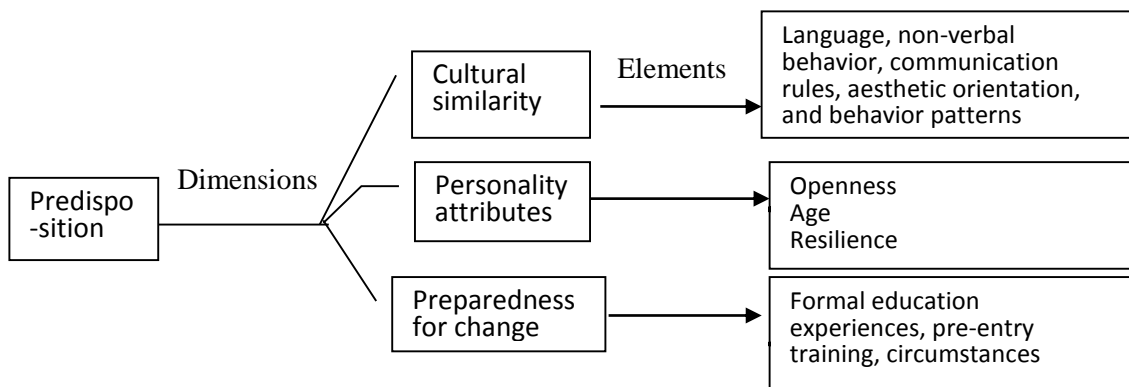 Predispo
-sition
Dimensions
Cultural
similarity
Elements
Language, non-verbal
behavior, communication
rules, aesthetic orientation,
and behavior patterns
Personality
attributes
Openness
Age
Resilience
Preparedness
for change
Formal education
experiences, pre-entry
training, circumstances